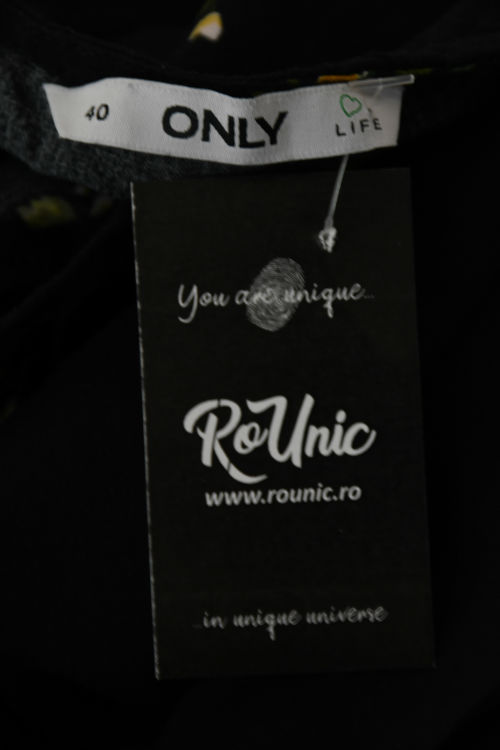 40 ONLY LIFE
You are unique...
RoUnic
www.rounic.ro
...in unique universe